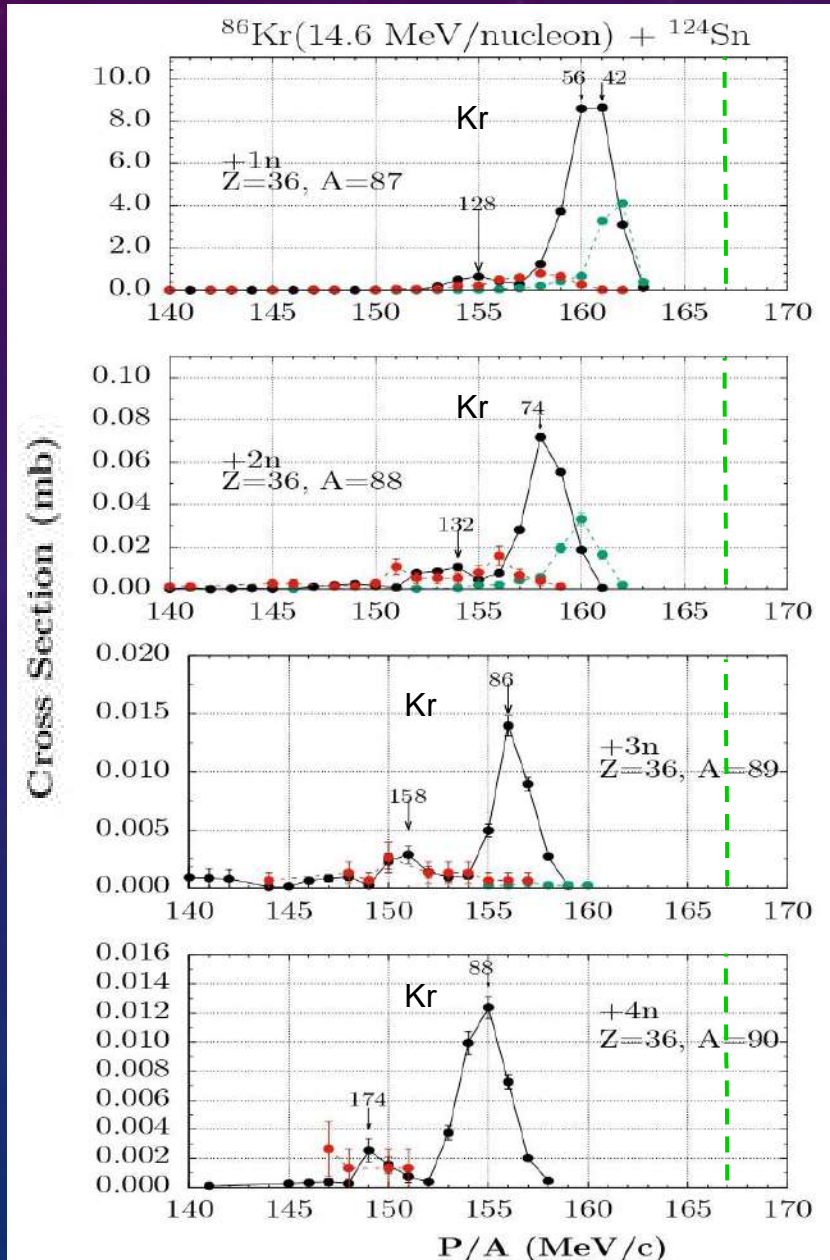 ⁸⁶Kr(14.6 MeV/nucleon) + ¹²⁴Sn
Cross Section (mb)
10.0
8.0
6.0
4.0
2.0
0.0
Kr
56 42
+1n
Z=36, A=87
128
140 145 150 155 160 165 170
0.10
0.08
0.06
0.04
0.02
0.00
Kr
74
+2n
Z=36, A=88
132
140 145 150 155 160 165 170
0.020
0.015
0.010
0.005
0.000
Kr
86
+3n
Z=36, A=89
158
140 145 150 155 160 165 170
0.016
0.014
0.012
0.010
0.008
0.006
0.004
0.002
0.000
Kr
88
+4n
Z=36, A=90
174
140 145 150 155 160 165 170
P/A (MeV/c)